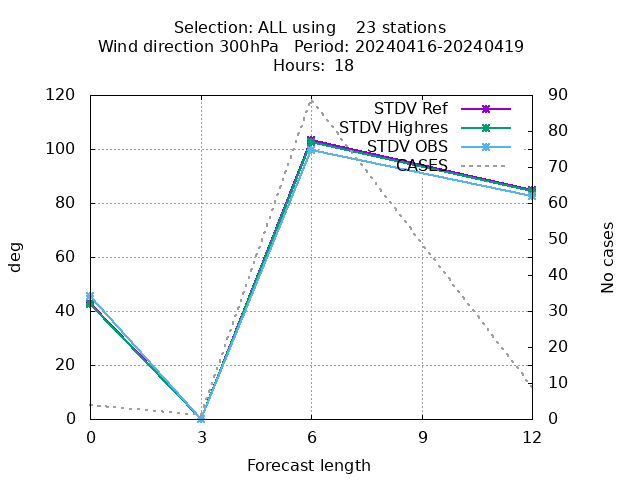 Selection: ALL using    23 stations
Wind direction 300hPa   Period: 20240416-20240419
Hours:  18
120
100
80
60
40
20
0
90
80
70
60
50
40
30
20
10
0
0
3
6
9
12
deg
No cases
Forecast length
STDV Ref
STDV Highres
STDV OBS
CASES